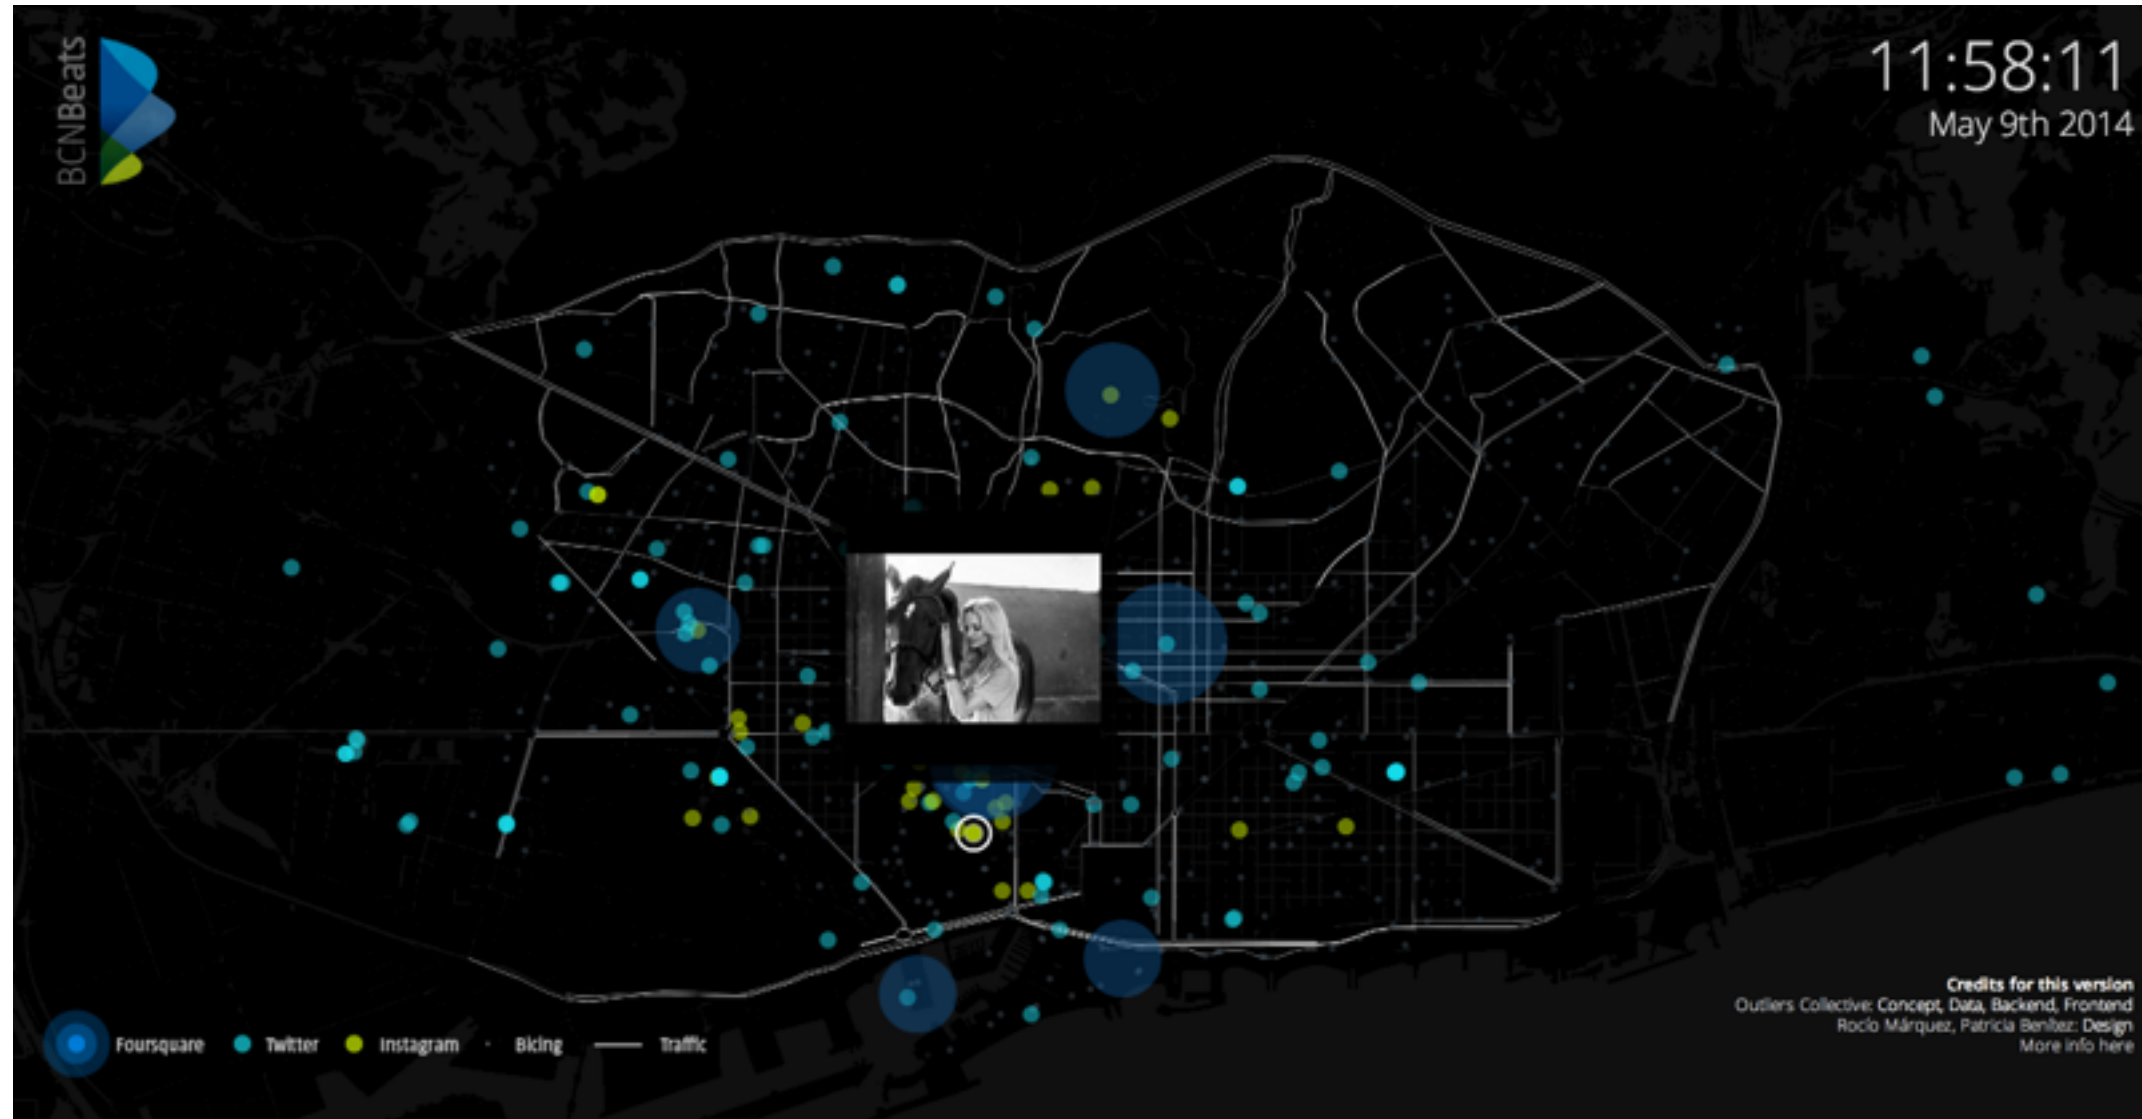 BCNBeats
11:58:11
May 9th 2014
Credits for this version
Outliers Collective: Concept, Data, Backend, Frontend
Rocío Márquez, Patricia Benítez: Design
More info here
Foursquare
Twitter
Instagram
Bicing
Traffic